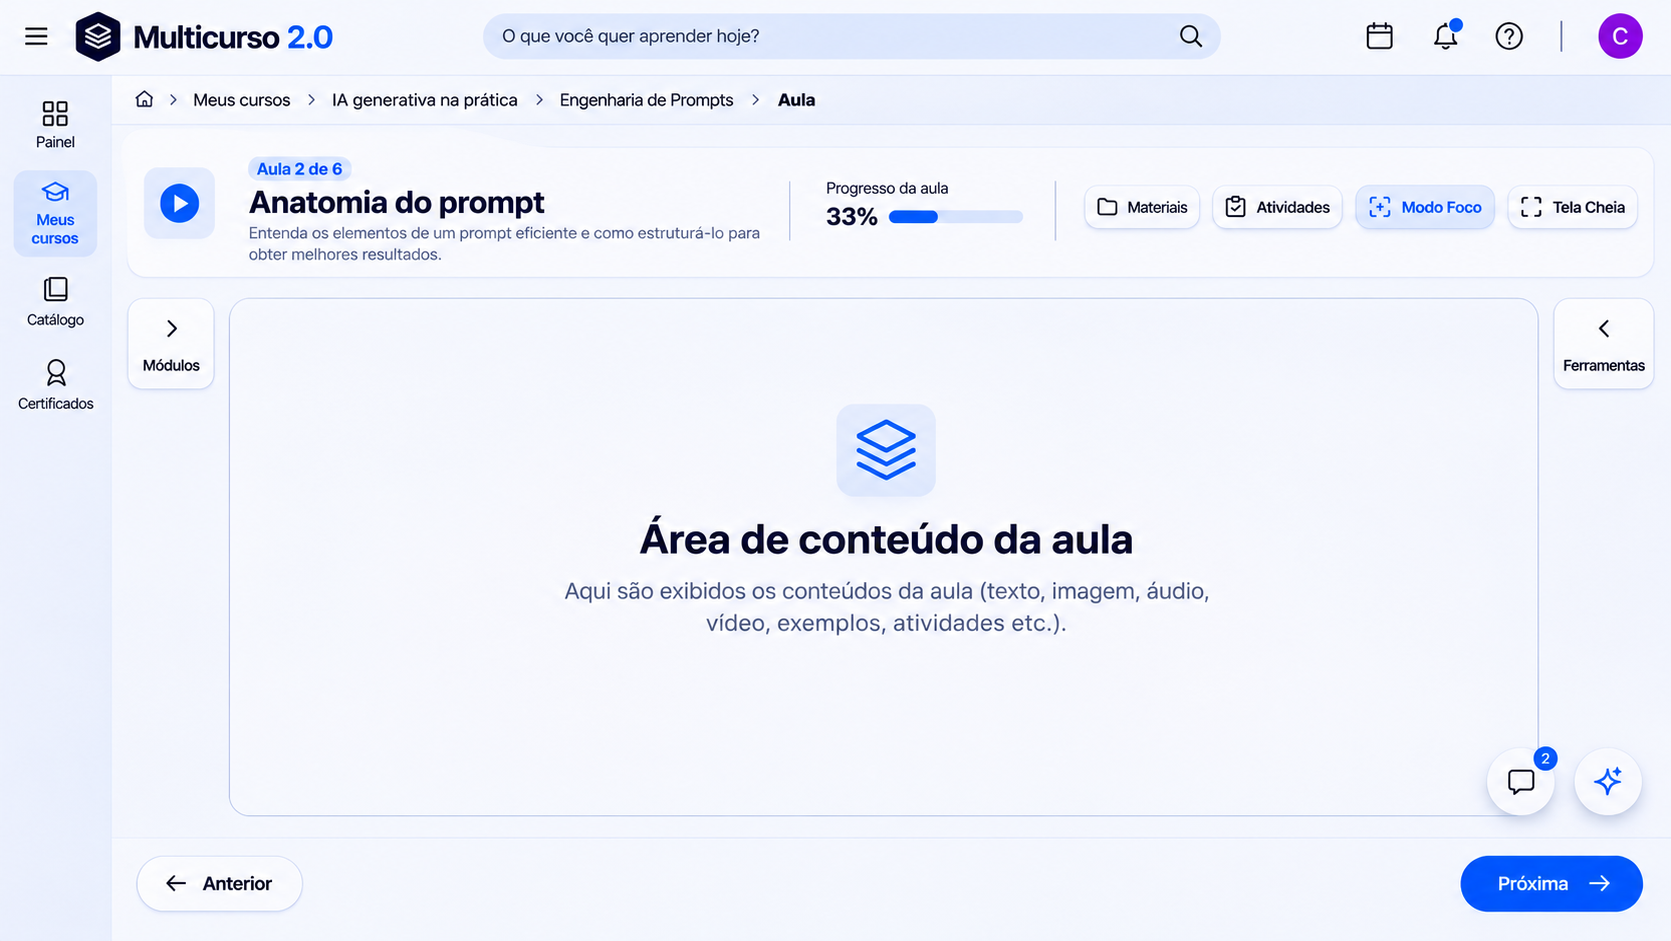 Multicurso 2.0
O que você quer aprender hoje?
C
Painel
Meus
cursos
Catálogo
Certificados
Meus cursos
IA generativa na prática
Engenharia de Prompts
Aula
Aula 2 de 6
Anatomia do prompt
Entenda os elementos de um prompt eficiente e como estruturá-lo para
obter melhores resultados.
Progresso da aula
33%
Materiais
Atividades
Modo Foco
Tela Cheia
Módulos
Ferramentas
Área de conteúdo da aula
Aqui são exibidos os conteúdos da aula (texto, imagem, áudio,
vídeo, exemplos, atividades etc.).
2
Anterior
Próxima